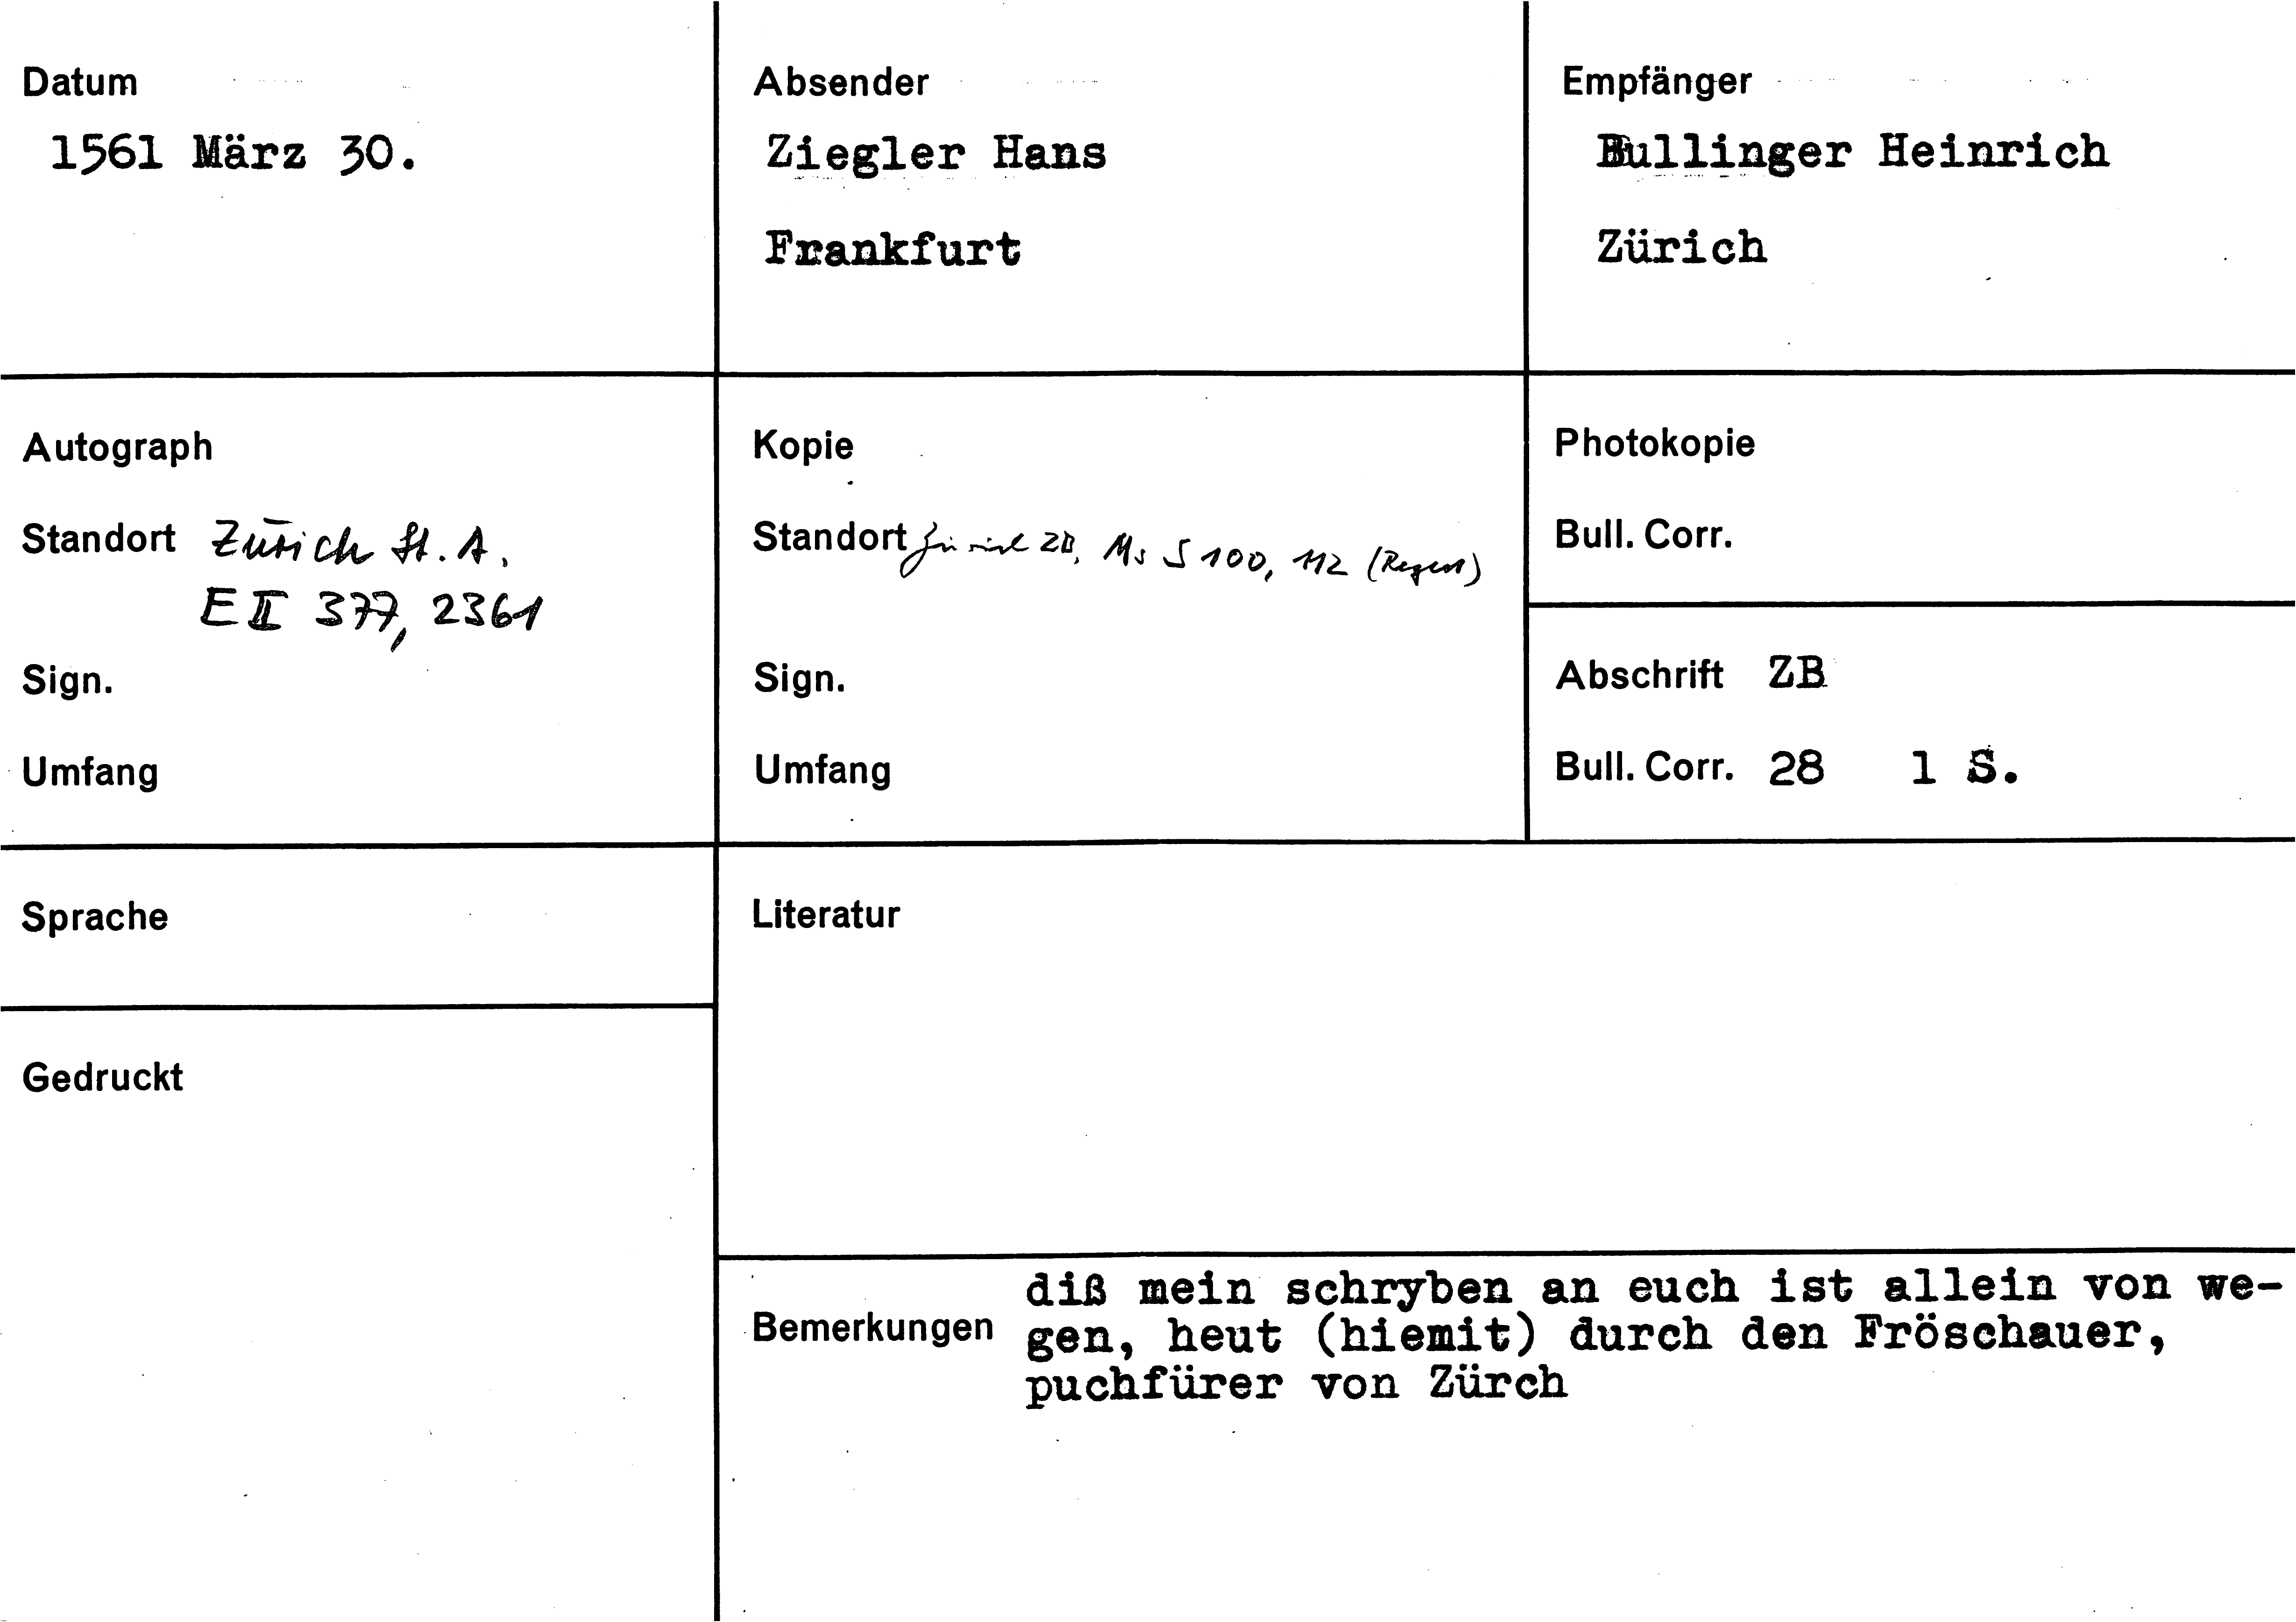 Datum
1561 März 30.
Absender
Ziegler Hans
Frankfurt
Empfänger
Bullinger Heinrich
Zürich
Autograph
Standort Zürich St. A.
E II 377, 2361
Sign.
Umfang
Kopie
Standort Zürich ZB, Ms S 100, 112 (Regest)
Sign.
Umfang
Photokopie
Bull. Corr.
Abschrift ZB
Bull. Corr. 28 1 S.
Sprache
Gedruckt
Literatur
Bemerkungen
diß mein schryben an euch ist allein von we-
gen, heut (hiemit) durch den Fröschauer,
puchfürer von Zürch